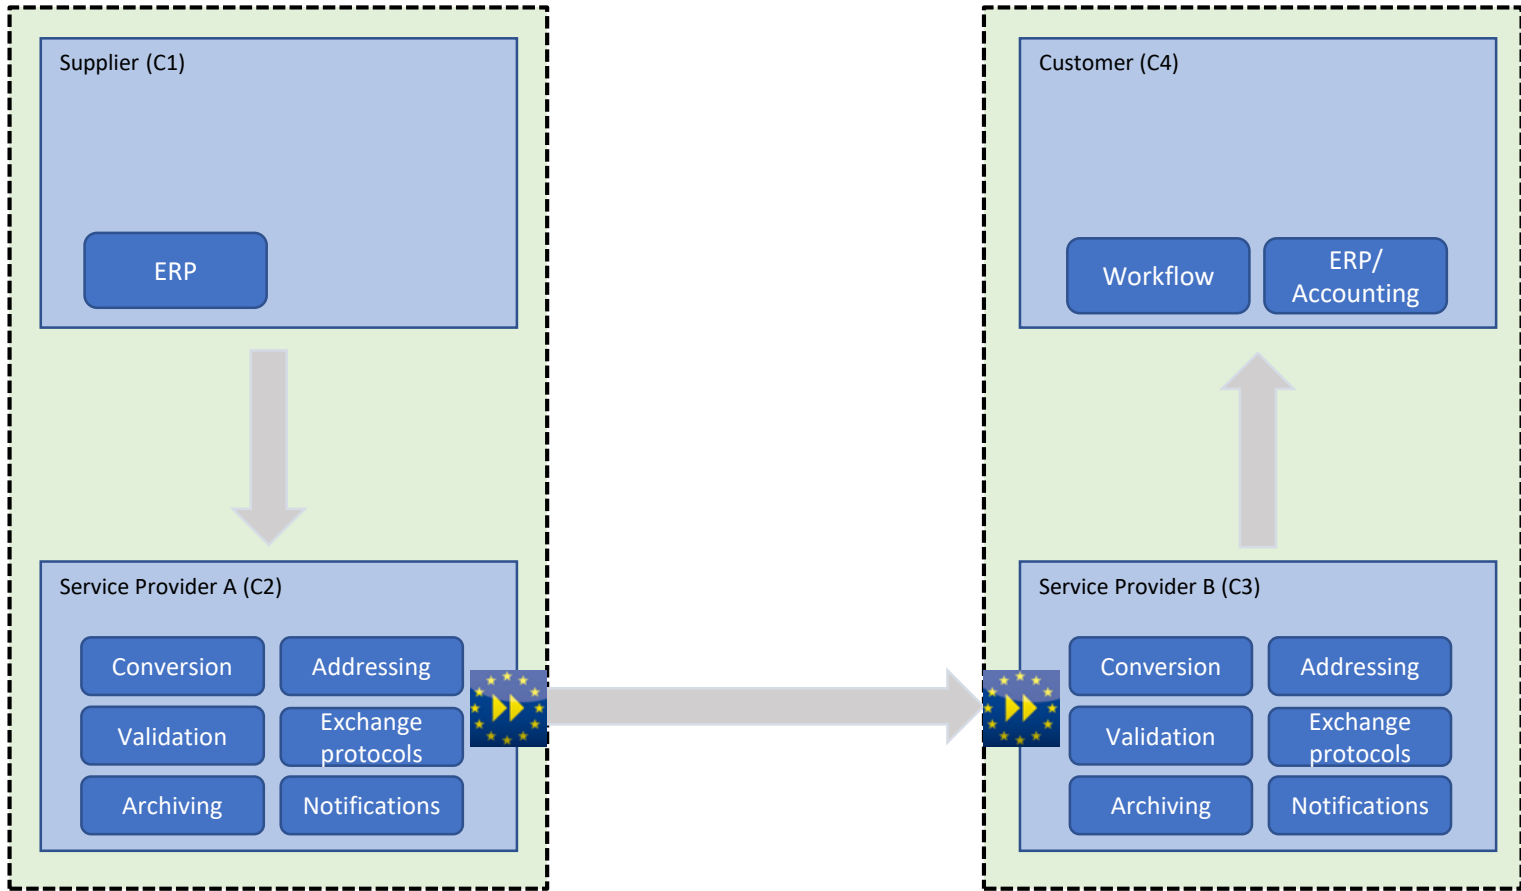 Supplier (C1)
ERP
Service Provider A (C2)
Conversion
Addressing
Validation
Exchange
protocols
Archiving
Notifications
Customer (C4)
Workflow
ERP/
Accounting
Service Provider B (C3)
Conversion
Addressing
Validation
Exchange
protocols
Archiving
Notifications